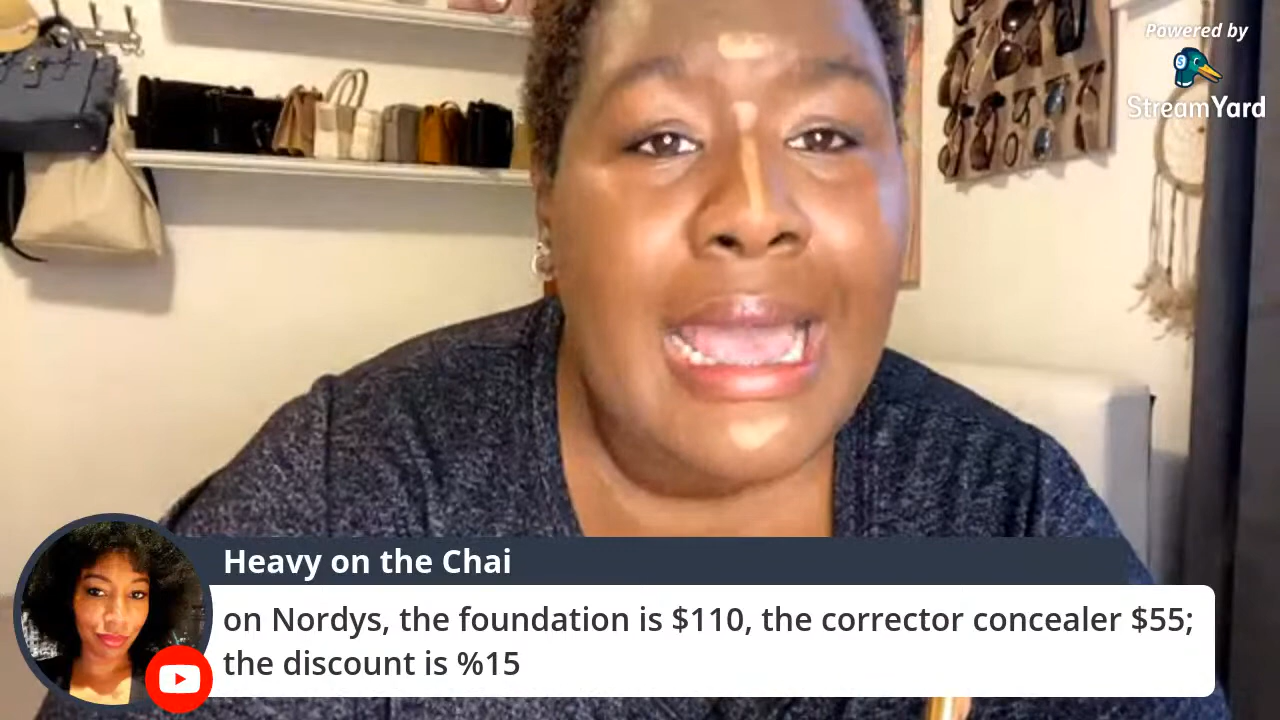 Powered by
StreamYard
Heavy on the Chai
on Nordys, the foundation is $110, the corrector concealer $55;
the discount is %15